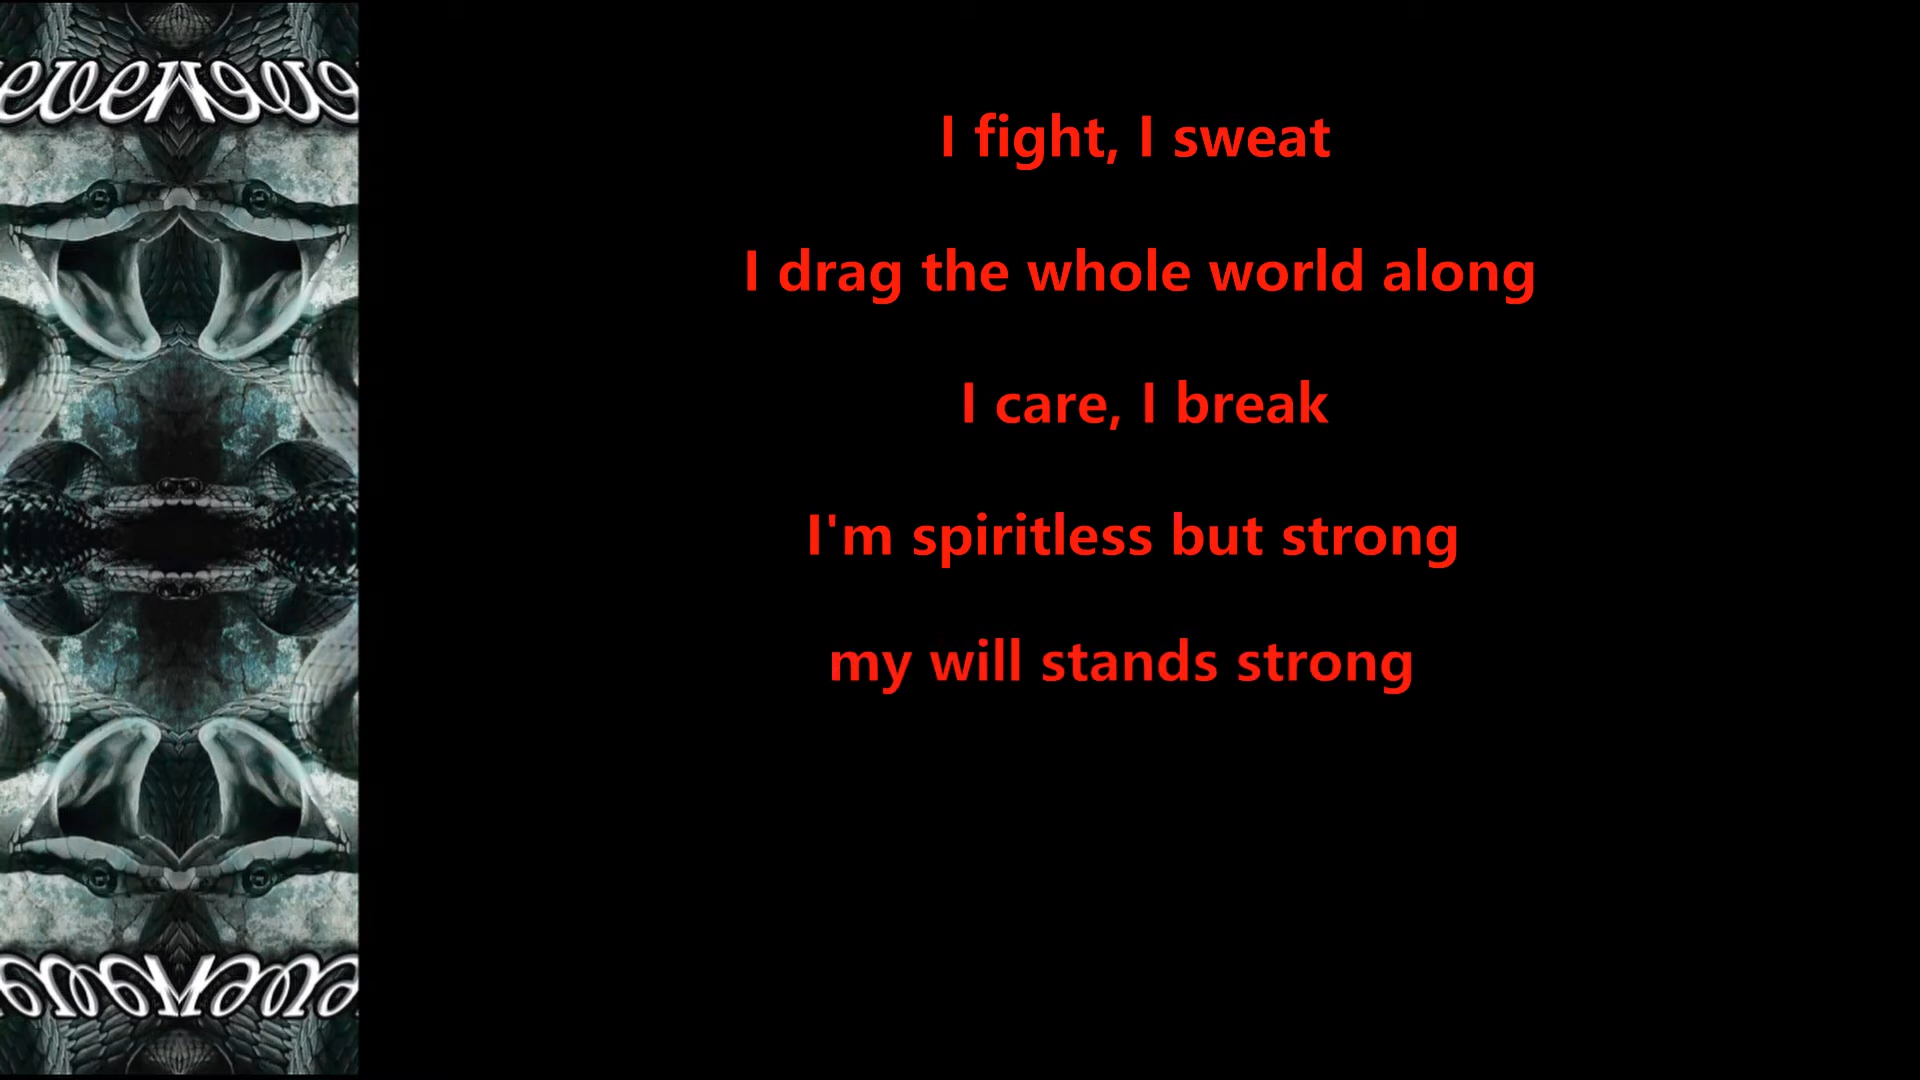 I fight, I sweat
I drag the whole world along
I care, I break
I'm spiritless but strong
my will stands strong